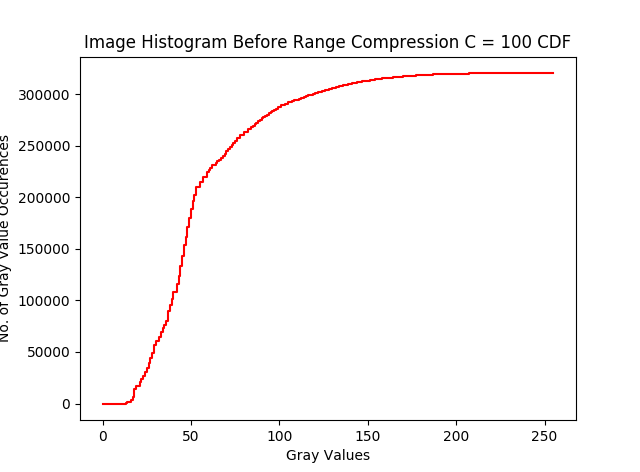 Image Histogram Before Range Compression C = 100 CDF
300000
250000
200000
150000
100000
50000
0
No. of Gray Value Occurences
0 50 100 150 200 250
Gray Values